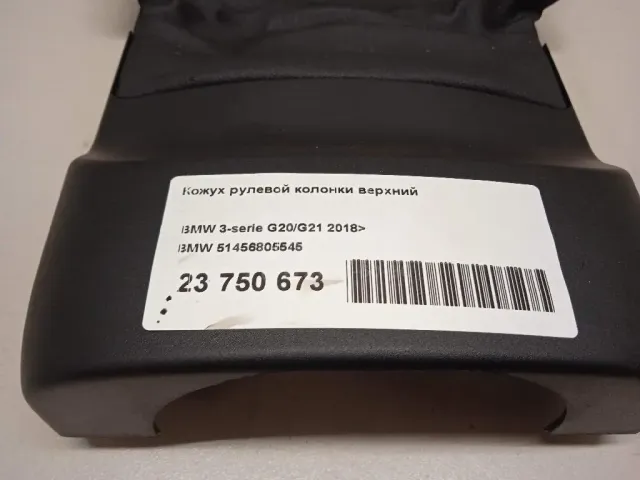 Кожух рулевой колонки верхний
BMW 3-serie G20/G21 2018>
BMW 51456805545
23 750 673